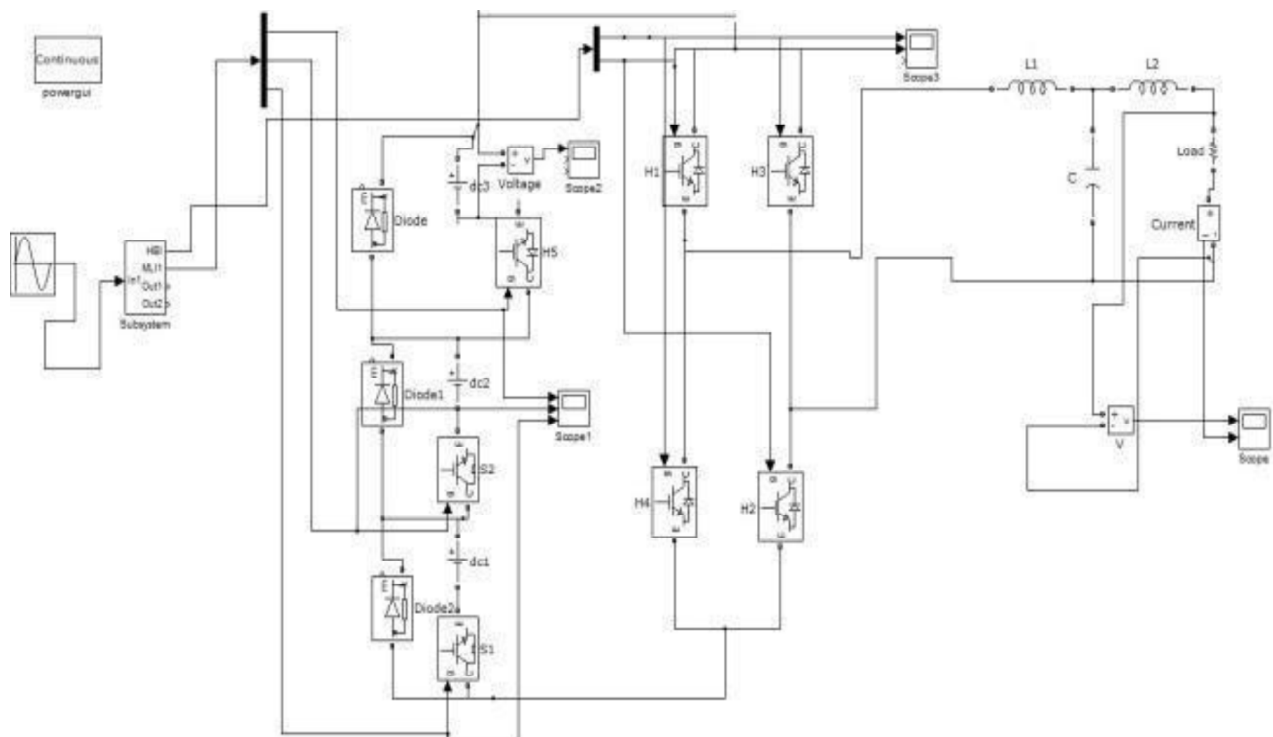 Continuous
powergui
HBI
MLI1
Out1
Out2
In1
Subsystem
E
Diode
dc3
Voltage
v
Scope2
H5
E
Diode1
dc2
Scope1
S2
dc1
E
Diode2
S1
H1
H3
Scope3
H4
H2
L1
L2
C
Load
Current
v
V
Scope